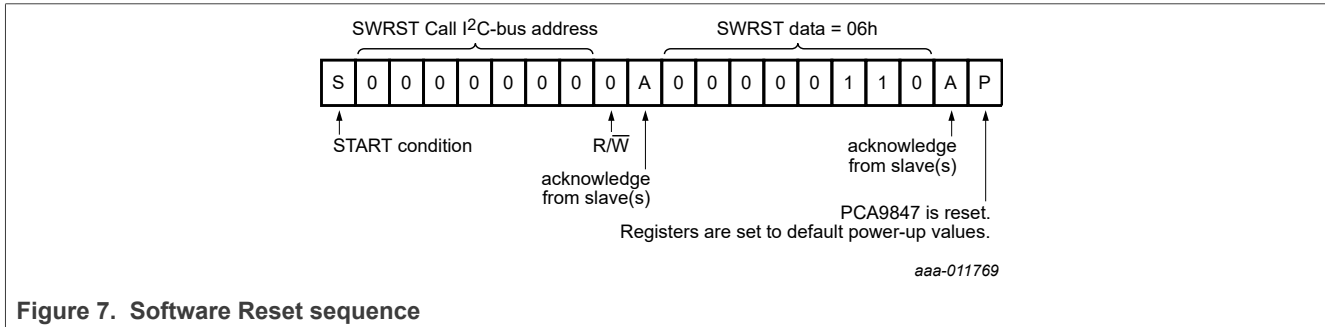 SWRST Call I2C-bus address SWRST data = 06h
S 0 0 0 0 0 0 0 0 A 0 0 0 0 0 1 1 0 A P
START condition R/W̅ acknowledge
from slave(s)
acknowledge
from slave(s)
PCA9847 is reset.
Registers are set to default power-up values.
aaa-011769
Figure 7. Software Reset sequence